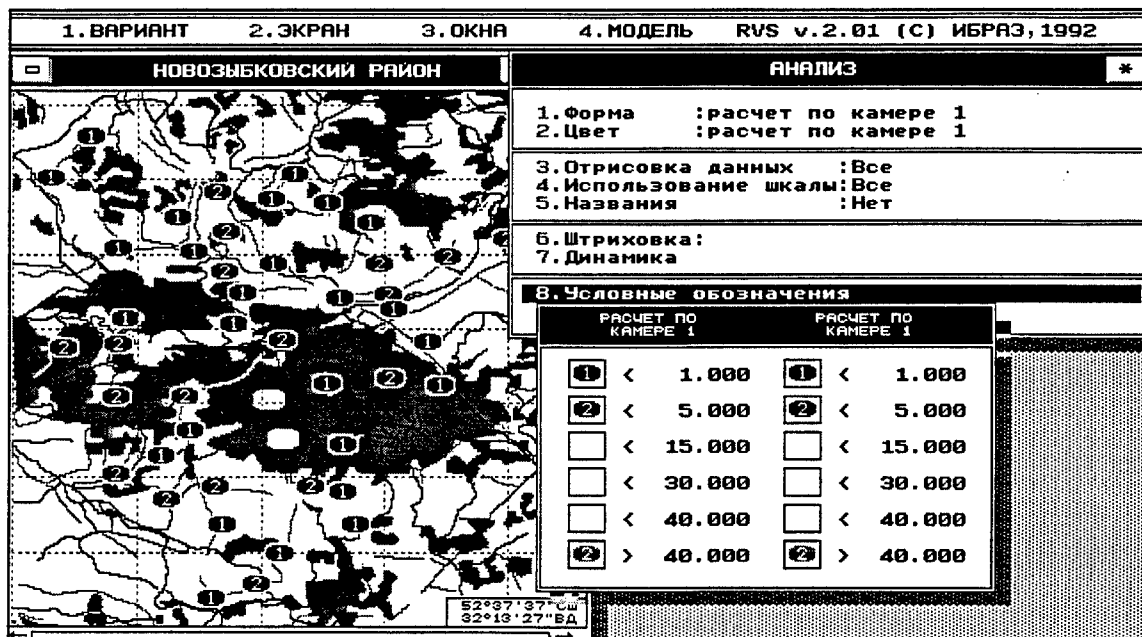 1.ВАРИАНТ 2.ЭКРАН 3.ОКНА 4.МОДЕЛЬ RVS v.2.01 (C) ИБРАЭ,1992
НОВОЗЫБКОВСКИЙ РАЙОН
АНАЛИЗ *
1.Форма :расчет по камере 1
2.Цвет :расчет по камере 1
3.Отрисовка данных :Все
4.Использование шкалы:Все
5.Названия :Нет
6.Штриховка:
7.Динамика
8.Условные обозначения
РАСЧЕТ ПО РАСЧЕТ ПО
КАМЕРЕ 1 КАМЕРЕ 1
1 < 1.000 1 < 1.000
2 < 5.000 2 < 5.000
< 15.000 < 15.000
< 30.000 < 30.000
< 40.000 < 40.000
2 > 40.000 2 > 40.000
52°37'37"СШ
32°13'27"ВД